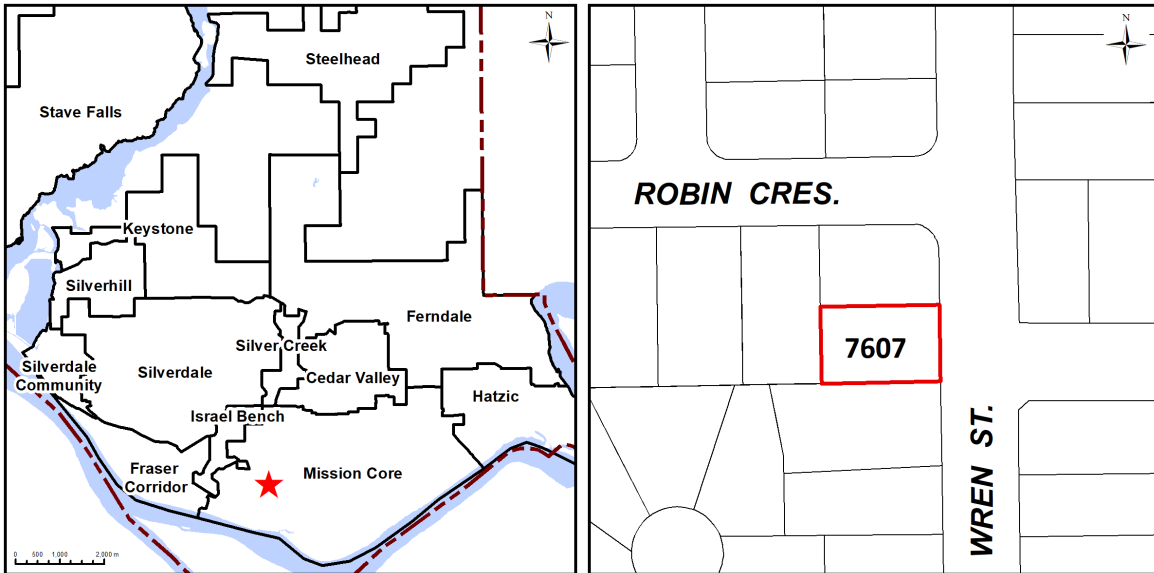 N
Steelhead
Stave Falls
Keystone
Silverhill
Ferndale
Silver Creek
Silverdale
Community
Silverdale
Cedar Valley
Hatzic
Israel Bench
Fraser
Corridor
Mission Core
0 500 1,000 2,000 m
N
ROBIN CRES.
7607
WREN ST.